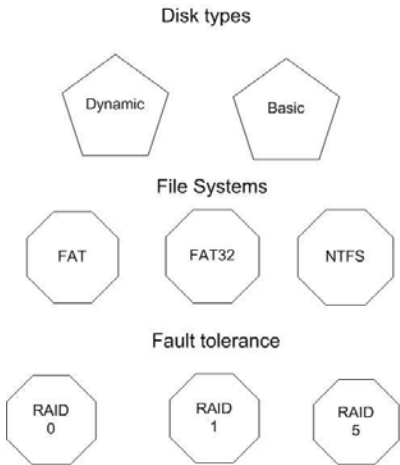 Disk types
Dynamic
Basic
File Systems
FAT
FAT32
NTFS
Fault tolerance
RAID
0
RAID
1
RAID
5